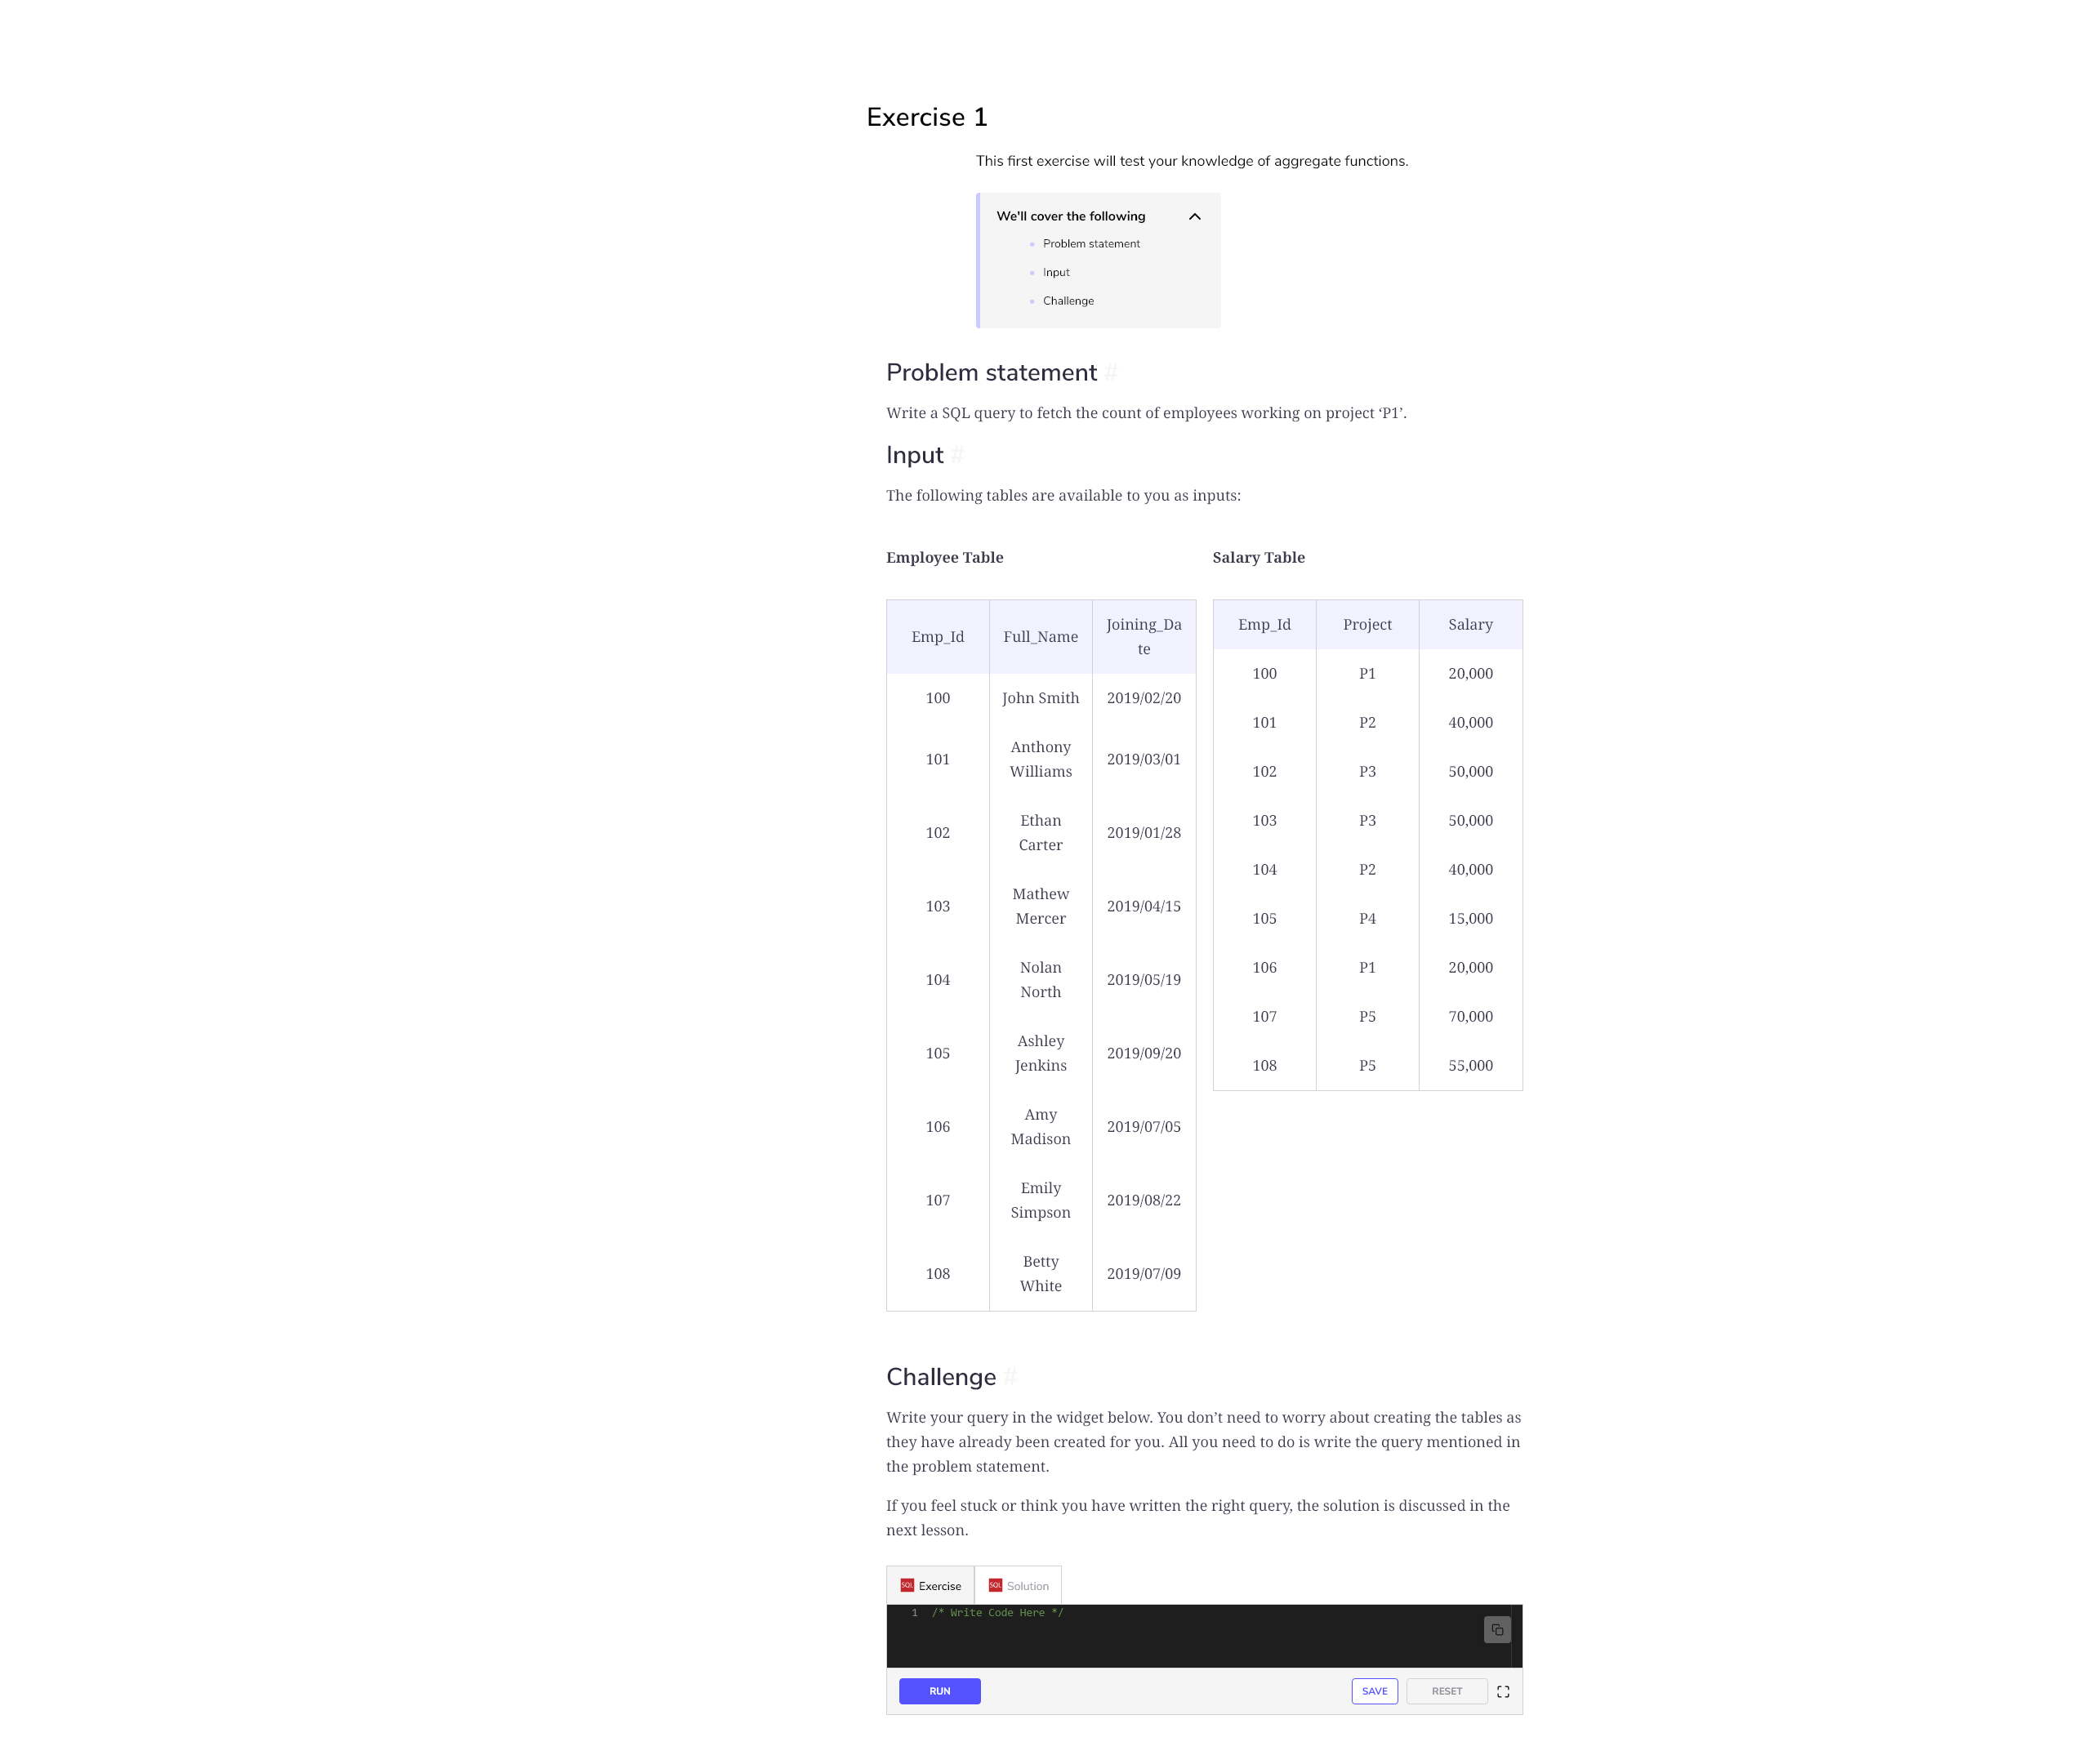 Exercise 1
This first exercise will test your knowledge of aggregate functions.
We'll cover the following
Problem statement
Input
Challenge
Problem statement #
Write a SQL query to fetch the count of employees working on project ‘P1’.
Input #
The following tables are available to you as inputs:
Employee Table
Emp_Id Full_Name Joining_Da
te
100 John Smith 2019/02/20
Anthony
101 Williams 2019/03/01
Ethan
102 Carter 2019/01/28
Mathew
103 Mercer 2019/04/15
Nolan
104 North 2019/05/19
Ashley
105 Jenkins 2019/09/20
Amy
106 Madison 2019/07/05
Emily
107 Simpson 2019/08/22
Betty
108 White 2019/07/09
Salary Table
Emp_Id Project Salary
100 P1 20,000
101 P2 40,000
102 P3 50,000
103 P3 50,000
104 P2 40,000
105 P4 15,000
106 P1 20,000
107 P5 70,000
108 P5 55,000
Challenge #
Write your query in the widget below. You don’t need to worry about creating the tables as
they have already been created for you. All you need to do is write the query mentioned in
the problem statement.
If you feel stuck or think you have written the right query, the solution is discussed in the
next lesson.
SQL Exercise SQL Solution
1 /* Write Code Here */
RUN SAVE RESET